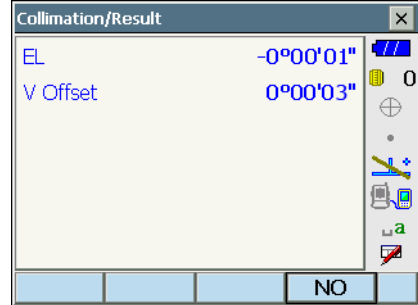 Collimation/Result
EL -0°00'01"
V Offset 0°00'03"
0
a
NO